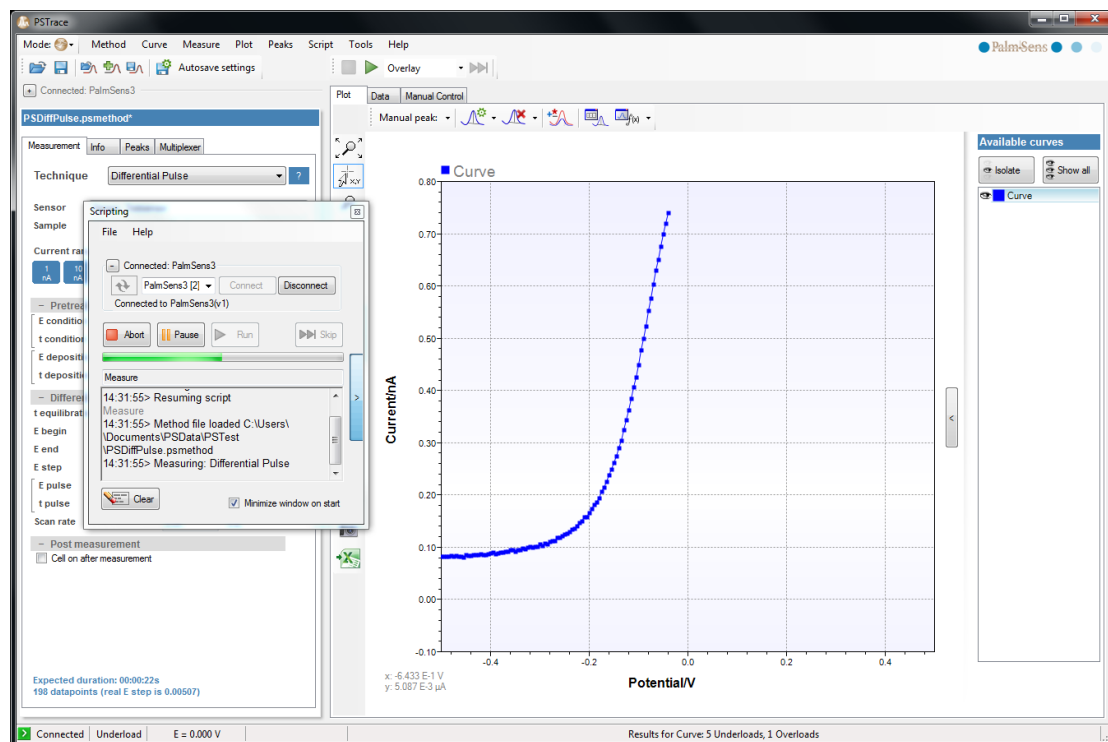 PSTrace
Mode: Method Curve Measure Plot Peaks Script Tools Help
PalmSens
Autosave settings
Overlay
Connected: PalmSens3
PSDiffPulse.psmethod*
Measurement Info Peaks Multiplexer
Technique Differential Pulse ?
Sensor
Sample
Current ran
1 nA 10 nA
− Pretrea
E conditio
t condition
E depositi
t depositi
− Differe
t equilibrat
E begin
E end
E step
E pulse
t pulse
Scan rate
− Post measurement
Cell on after measurement
Expected duration: 00:00:22s
198 datapoints (real E step is 0.00507)
Scripting
File Help
Connected: PalmSens3
PalmSens3 [2] Connect Disconnect
Connected to PalmSens3(v1)
Abort Pause Run Skip
Measure
14:31:55> Resuming script
Measure
14:31:55> Method file loaded C:\Users\
\Documents\PSData\PSTest
\PSDiffPulse.psmethod
14:31:55> Measuring: Differential Pulse
Clear
Minimize window on start
>
Plot Data Manual Control
Manual peak:
f(x)
X,Y
Curve
0.80
0.70
0.60
0.50
0.40
0.30
0.20
0.10
0.00
-0.10
Current/nA
-0.4 -0.2 0.0 0.2 0.4
Potential/V
x: -6.433 E-1 V
y: 5.087 E-3 µA
<
Available curves
Isolate Show all
Curve
Connected Underload E = 0.000 V Results for Curve: 5 Underloads, 1 Overloads